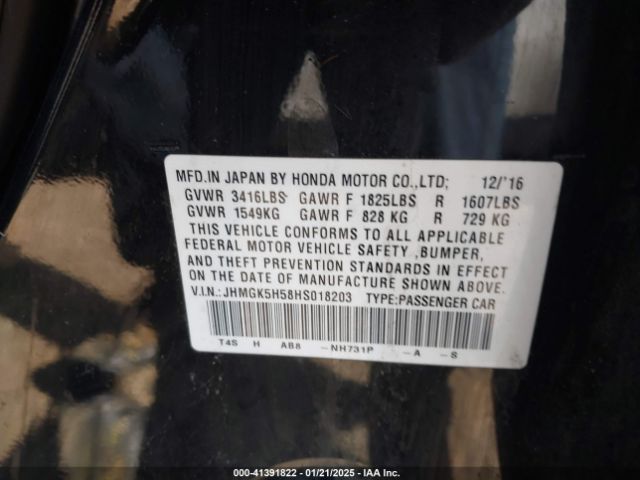 MFD.IN JAPAN BY HONDA MOTOR CO.,LTD; 12/'16
GVWR 3416LBS GAWR F 1825LBS R 1607LBS
GVWR 1549KG GAWR F 828 KG R 729 KG
THIS VEHICLE CONFORMS TO ALL APPLICABLE
FEDERAL MOTOR VEHICLE SAFETY ,BUMPER,
AND THEFT PREVENTION STANDARDS IN EFFECT
ON THE DATE OF MANUFACTURE SHOWN ABOVE.
V.I.N.: JHMGK5H58HS018203 TYPE:PASSENGER CAR
T4S H AB8 -NH731P -A -S
000-41391822 - 01/21/2025 - IAA Inc.